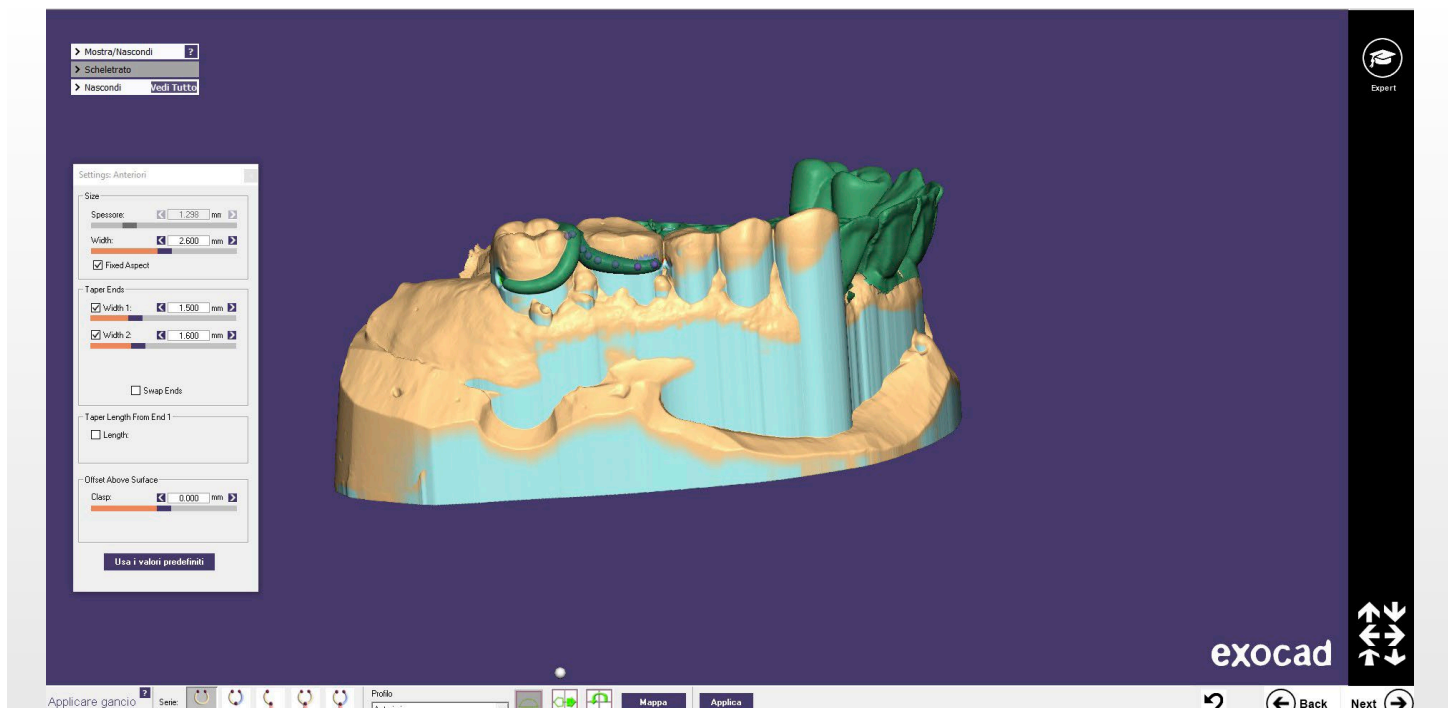 Mostra/Nascondi ?
Scheletrato
Nascondi Vedi Tutto
Expert
Settings: Anteriori
Size
Spessore: 1.298 mm
Width: 2.600 mm
Fixed Aspect
Taper Ends
Width 1: 1.500 mm
Width 2: 1.600 mm
Swap Ends
Taper Length From End 1
Length:
Offset Above Surface
Clasp: 0.000 mm
Usa i valori predefiniti
exocad
Applicare gancio ? Serie: Profilo Mappa Applica Back Next